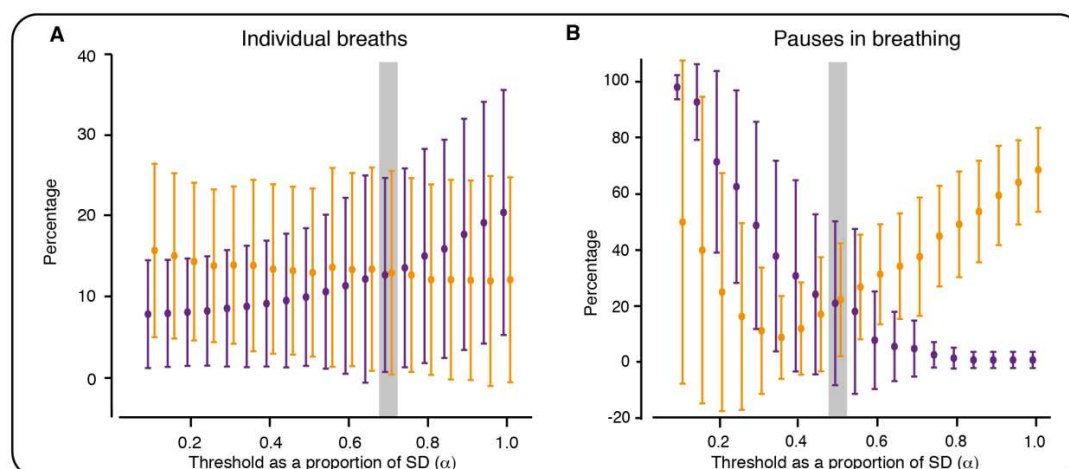 A
Individual breaths
40
30
20
10
0
Percentage
0.2 0.4 0.6 0.8 1.0
Threshold as a proportion of SD (α)
B
Pauses in breathing
100
80
60
40
20
0
-20
Percentage
0.2 0.4 0.6 0.8 1.0
Threshold as a proportion of SD (α)